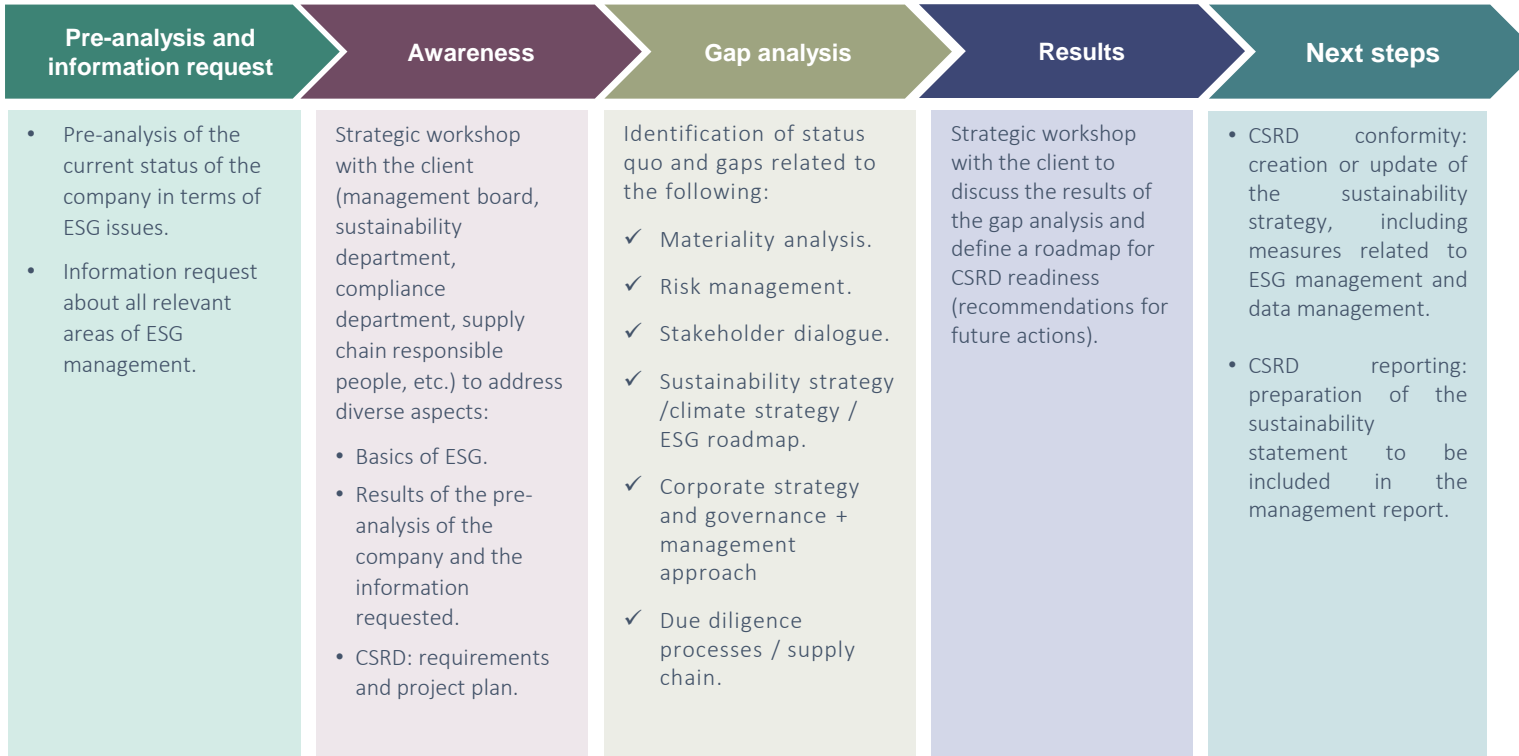 Pre-analysis and
information request
Awareness
Gap analysis
Results
Next steps
• Pre-analysis of the
current status of the
company in terms of
ESG issues.
• Information request
about all relevant
areas of ESG
management.
Strategic workshop
with the client
(management board,
sustainability
department,
compliance
department, supply
chain responsible
people, etc.) to address
diverse aspects:
• Basics of ESG.
• Results of the pre-
analysis of the
company and the
information
requested.
• CSRD: requirements
and project plan.
Identification of status
quo and gaps related to
the following:
✓ Materiality analysis.
✓ Risk management.
✓ Stakeholder dialogue.
✓ Sustainability strategy
/climate strategy /
ESG roadmap.
✓ Corporate strategy
and governance +
management
approach
✓ Due diligence
processes / supply
chain.
Strategic workshop
with the client to
discuss the results of
the gap analysis and
define a roadmap for
CSRD readiness
(recommendations for
future actions).
• CSRD conformity:
creation or update of
the sustainability
strategy, including
measures related to
ESG management and
data management.
• CSRD reporting:
preparation of the
sustainability
statement to be
included in the
management report.